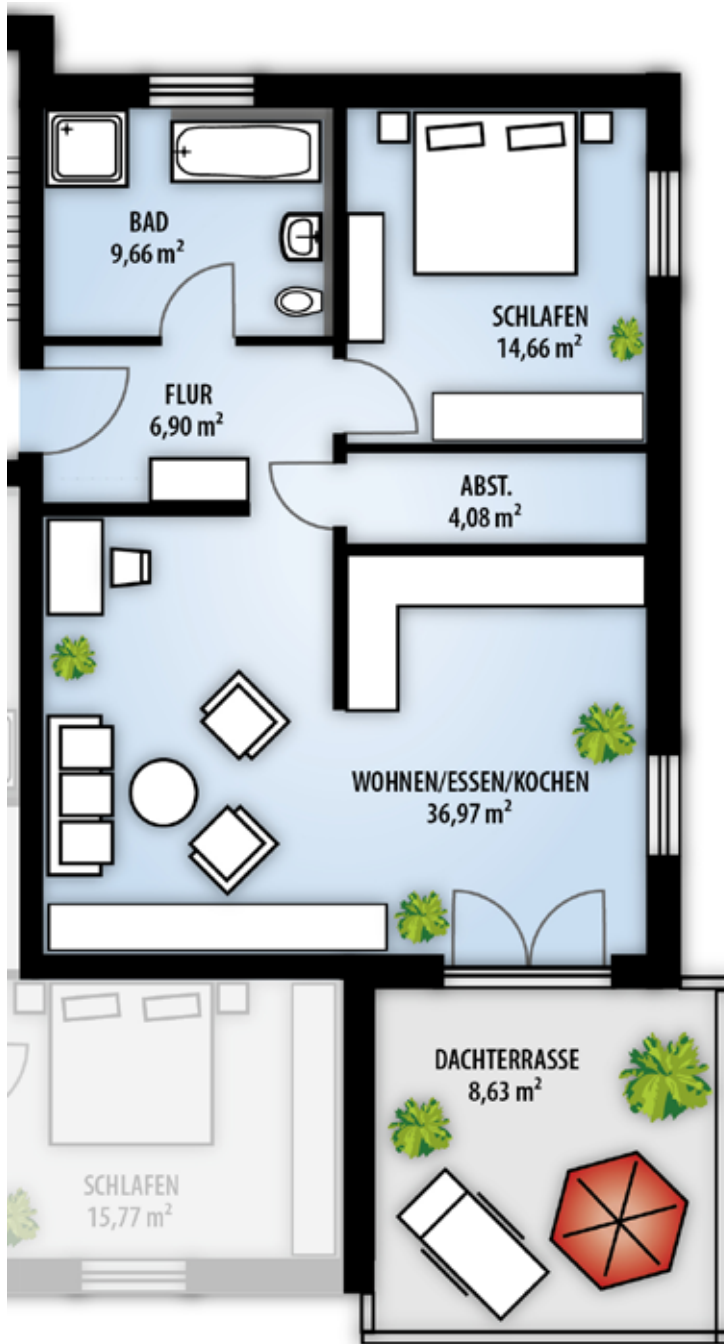 BAD
9,66 m²
SCHLAFEN
14,66 m²
FLUR
6,90 m²
ABST.
4,08 m²
WOHNEN/ESSEN/KOCHEN
36,97 m²
DACHTERRASSE
8,63 m²
SCHLAFEN
15,77 m²